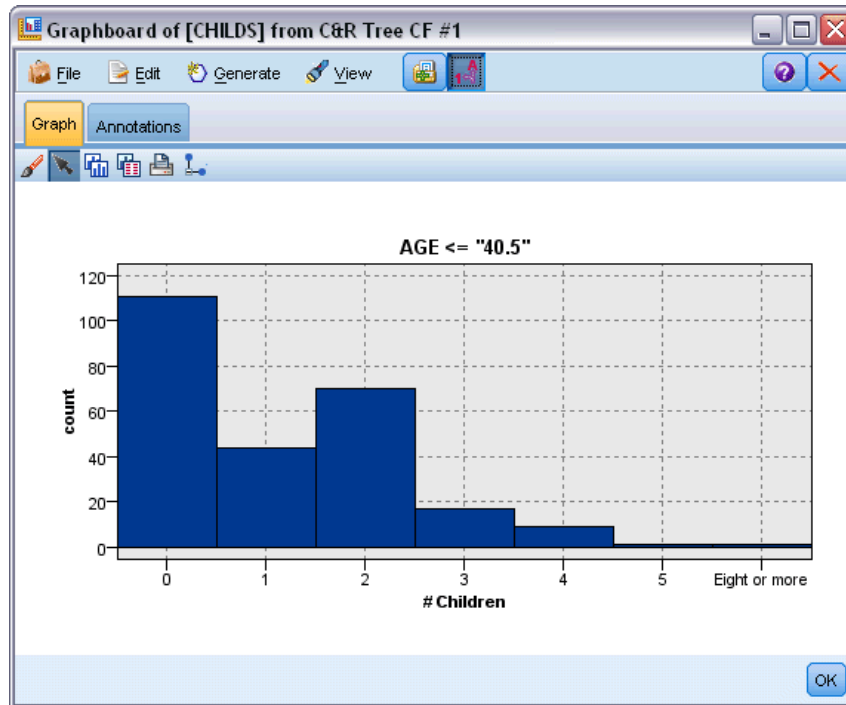 Graphboard of [CHILDS] from C&R Tree CF #1
File Edit Generate View
Graph Annotations
AGE <= "40.5"
120
100
80
60
40
20
0
count
0 1 2 3 4 5 Eight or more
# Children
OK